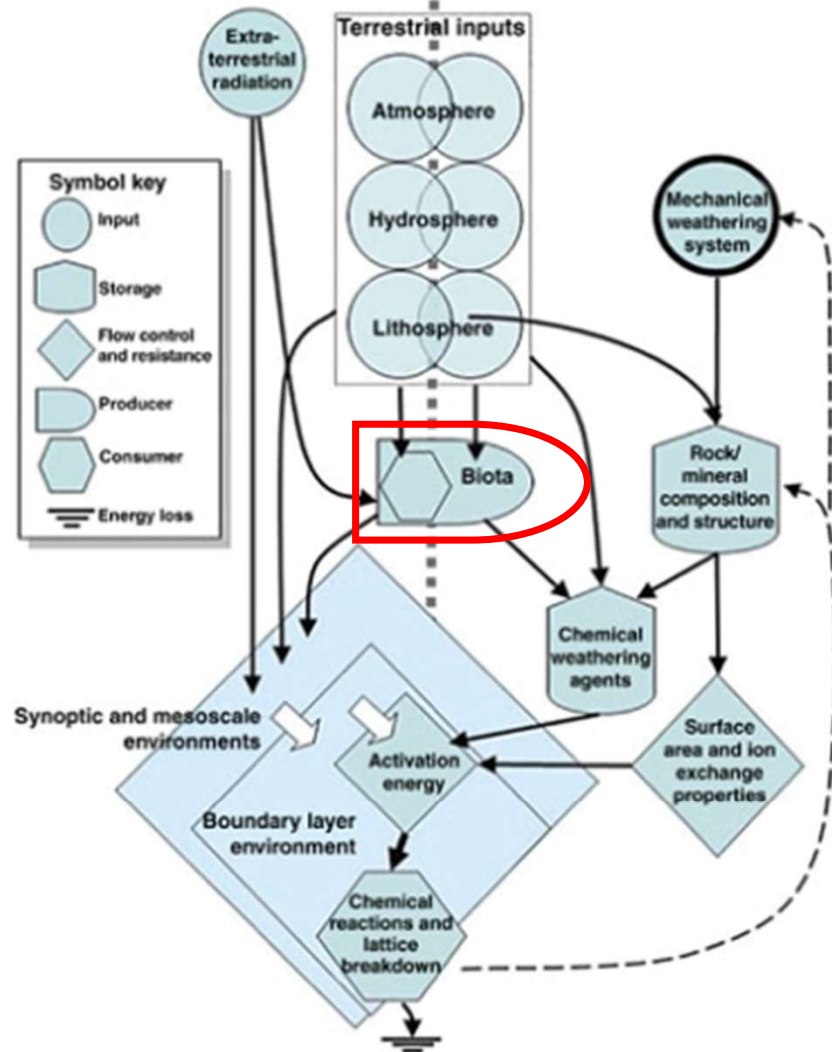 Extra-
terrestrial
radiation
Terrestrial inputs
Atmosphere
Hydrosphere
Lithosphere
Mechanical
weathering
system
Symbol key
Input
Storage
Flow control
and resistance
Producer
Consumer
Energy loss
Biota
Rock/
mineral
composition
and structure
Chemical
weathering
agents
Synoptic and mesoscale
environments
Activation
energy
Surface
area and ion
exchange
properties
Boundary layer
environment
Chemical
reactions and
lattice
breakdown